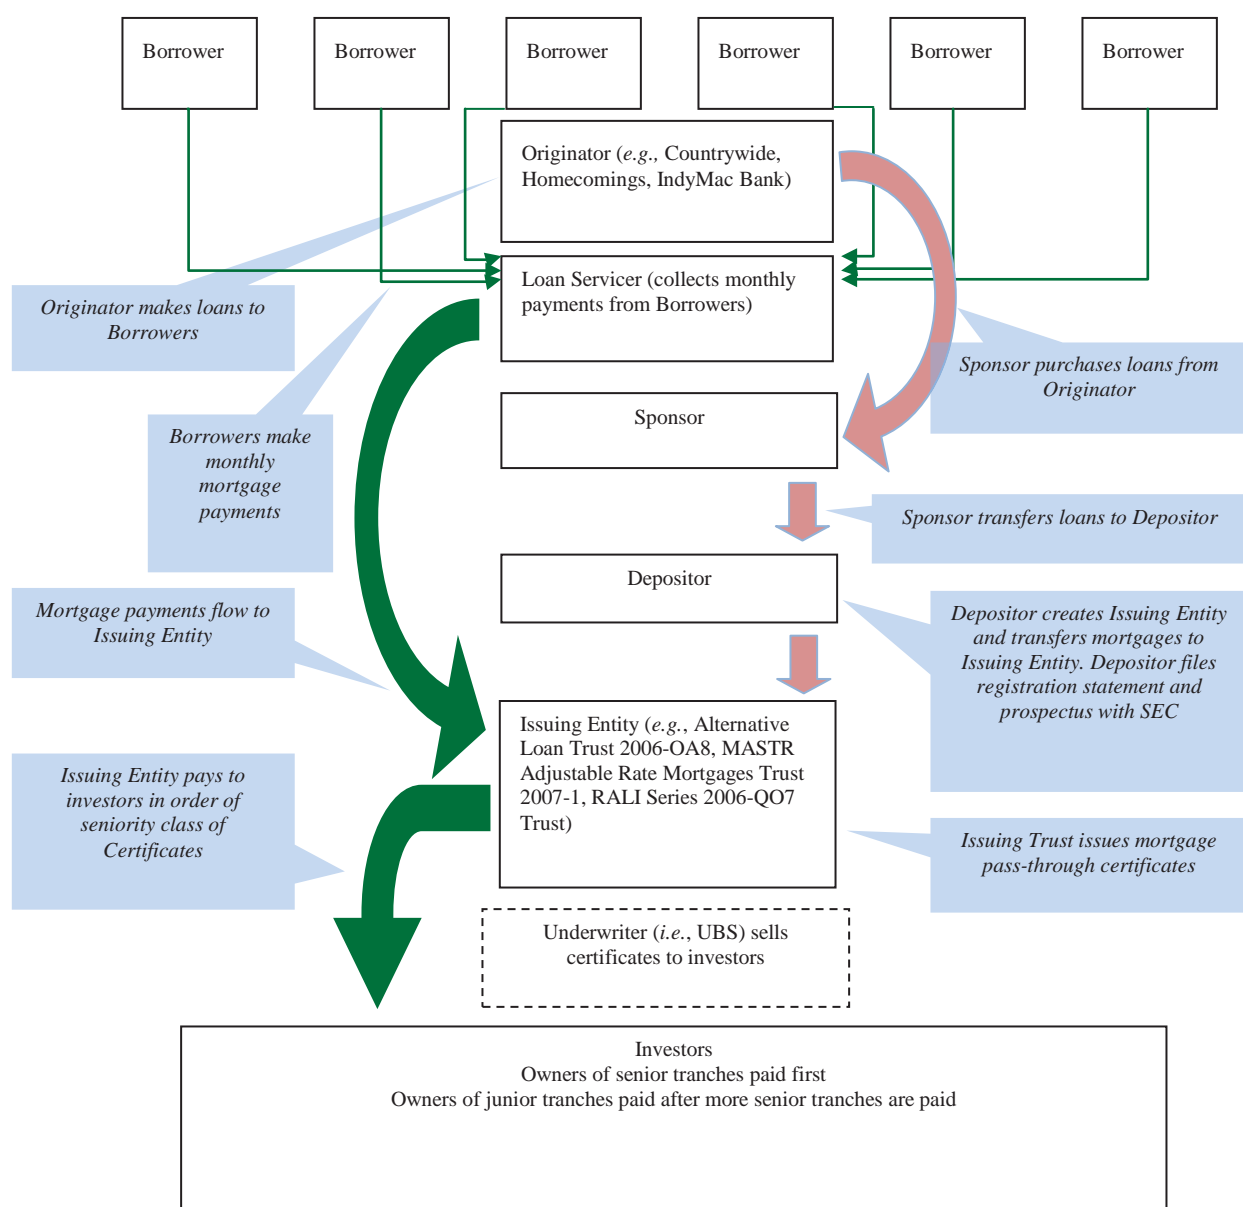 Borrower
Borrower
Borrower
Borrower
Borrower
Borrower
Originator (e.g., Countrywide,
Homecomings, IndyMac Bank)
Loan Servicer (collects monthly
payments from Borrowers)
Originator makes loans to
Borrowers
Sponsor purchases loans from
Originator
Sponsor
Borrowers make
monthly
mortgage
payments
Sponsor transfers loans to Depositor
Depositor
Mortgage payments flow to
Issuing Entity
Depositor creates Issuing Entity
and transfers mortgages to
Issuing Entity. Depositor files
registration statement and
prospectus with SEC
Issuing Entity (e.g., Alternative
Loan Trust 2006-OA8, MASTR
Adjustable Rate Mortgages Trust
2007-1, RALI Series 2006-QO7
Trust)
Issuing Entity pays to
investors in order of
seniority class of
Certificates
Issuing Trust issues mortgage
pass-through certificates
Underwriter (i.e., UBS) sells
certificates to investors
Investors
Owners of senior tranches paid first
Owners of junior tranches paid after more senior tranches are paid